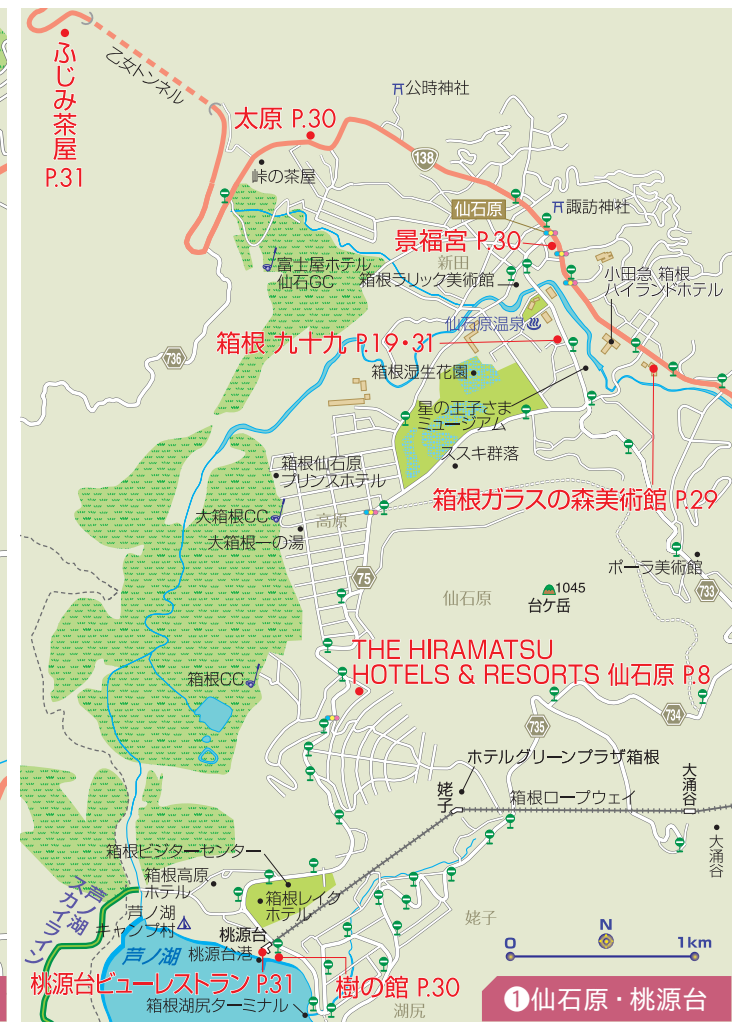 ふじみ茶屋
P.31
乙女トンネル
太原 P.30
公時神社
138
峠の茶屋
仙石原
諏訪神社
景福宮 P.30
新田
富士屋ホテル
仙石GC
箱根ラリック美術館
小田急 箱根
ハイランドホテル
仙石原温泉
箱根 九十九 P.19・31
736
箱根湿生花園
星の王子さま
ミュージアム
ススキ群落
箱根仙石原
プリンスホテル
箱根ガラスの森美術館 P.29
大箱根CC
高原
大箱根一の湯
ポーラ美術館
75
仙石原
1045
台ケ岳
733
THE HIRAMATSU
HOTELS & RESORTS 仙石原 P.8
箱根CC
734
735
ホテルグリーンプラザ箱根
姥子
箱根ロープウェイ
大涌谷
大涌谷
箱根ビジターセンター
箱根高原
ホテル
箱根レイク
ホテル
芦ノ湖
スカイライン
芦ノ湖
キャンプ村
姥子
桃源台
芦ノ湖
桃源台港
N
0
1km
桃源台ビューレストラン P.31
樹の館 P.30
箱根湖尻ターミナル
湖尻
❶仙石原・桃源台